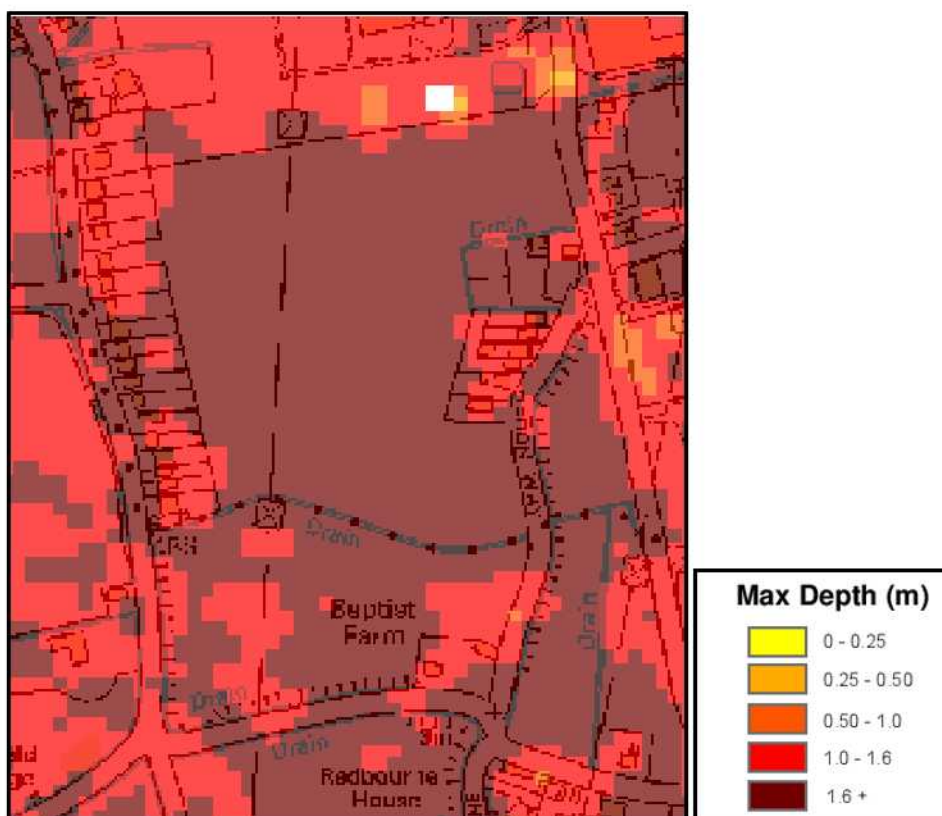 Drain
Drain
Baptist
Farm
Drain
Drain
Drain
Redbourne
House
Max Depth (m)
0 - 0.25
0.25 - 0.50
0.50 - 1.0
1.0 - 1.6
1.6 +